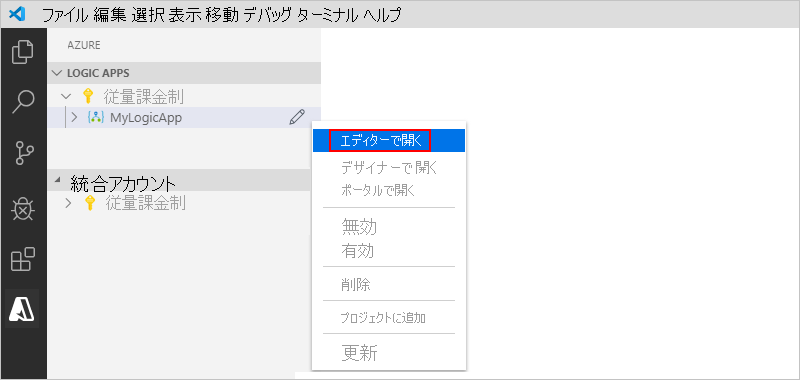 ファイル 編集 選択 表示 移動 デバッグ ターミナル ヘルプ
AZURE
LOGIC APPS
従量課金制
MyLogicApp
エディターで開く
デザイナーで開く
ポータルで開く
無効
有効
削除
プロジェクトに追加
更新
統合アカウント
従量課金制